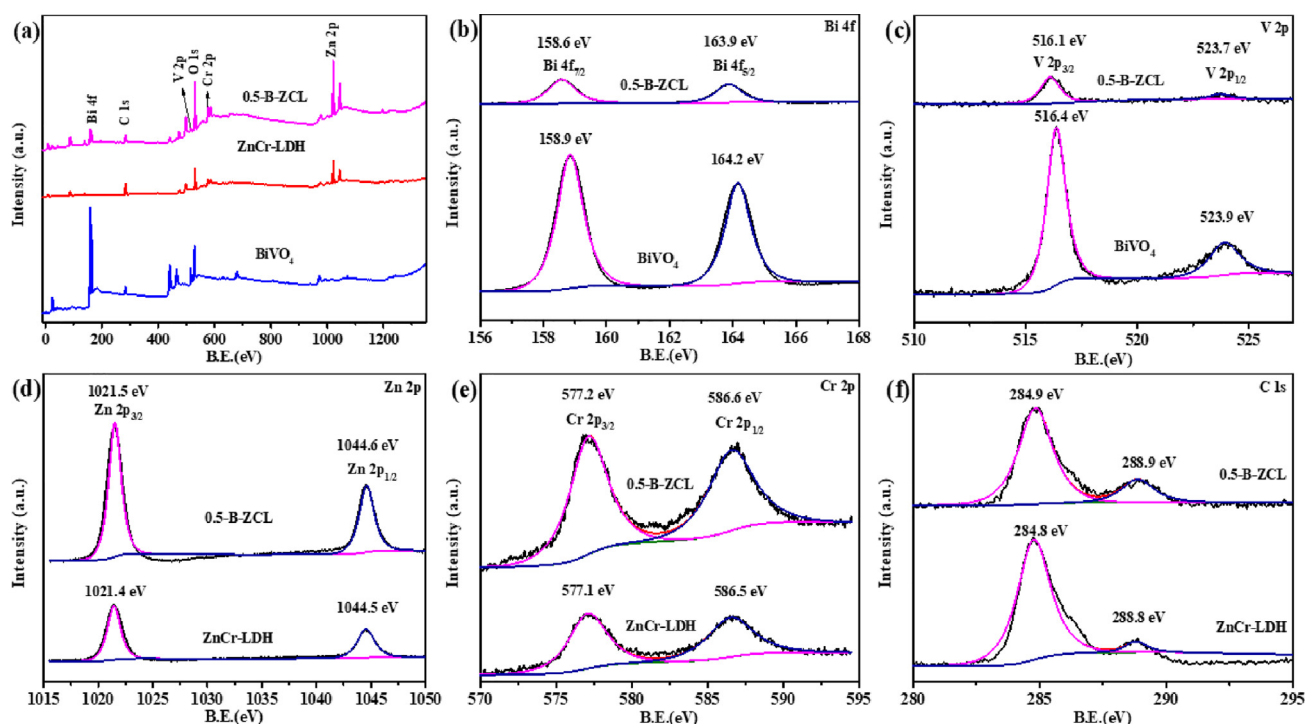 (a)
Intensity (a.u.)
Bi 4f
C 1s
V 2p
O 1s
Cr 2p
Zn 2p
0.5-B-ZCL
ZnCr-LDH
BiVO₄
0 200 400 600 800 1000 1200
B.E.(eV)
(b)
Bi 4f
Intensity (a.u.)
158.6 eV 163.9 eV
Bi 4f₇/₂ Bi 4f₅/₂
0.5-B-ZCL
158.9 eV 164.2 eV
BiVO₄
156 158 160 162 164 166 168
B.E.(eV)
(c)
V 2p
Intensity (a.u.)
516.1 eV 523.7 eV
V 2p₃/₂ V 2p₁/₂
0.5-B-ZCL
516.4 eV
523.9 eV
BiVO₄
510 515 520 525
B.E.(eV)
(d)
Zn 2p
Intensity (a.u.)
1021.5 eV
Zn 2p₃/₂
1044.6 eV
Zn 2p₁/₂
0.5-B-ZCL
1021.4 eV 1044.5 eV
ZnCr-LDH
1015 1020 1025 1030 1035 1040 1045 1050
B.E.(eV)
(e)
Cr 2p
Intensity (a.u.)
577.2 eV 586.6 eV
Cr 2p₃/₂ Cr 2p₁/₂
0.5-B-ZCL
577.1 eV 586.5 eV
ZnCr-LDH
570 575 580 585 590 595
B.E.(eV)
(f)
C 1s
Intensity (a.u.)
284.9 eV
288.9 eV
0.5-B-ZCL
284.8 eV
288.8 eV
ZnCr-LDH
280 285 290 295
B.E.(eV)